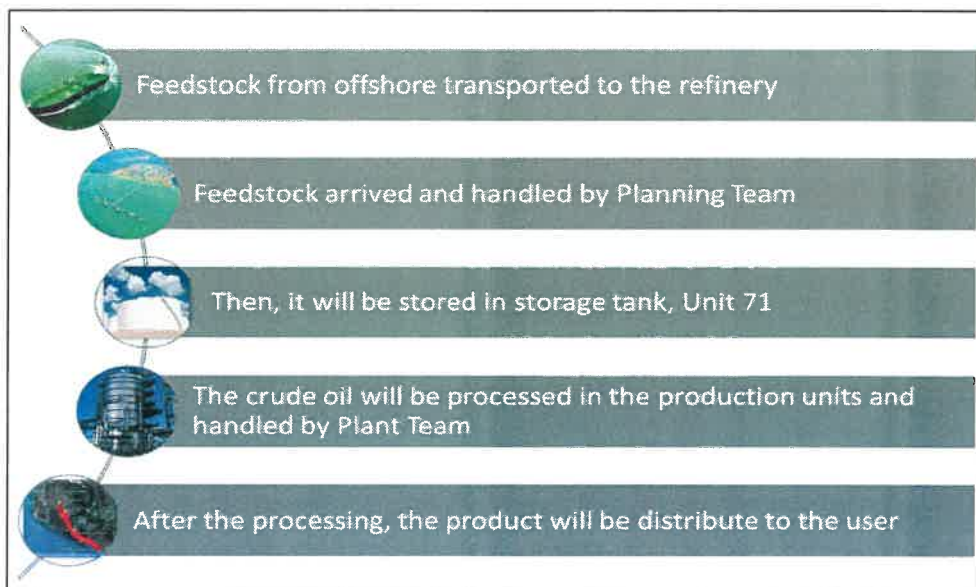 Feedstock from offshore transported to the refinery
Feedstock arrived and handled by Planning Team
Then, it will be stored in storage tank, Unit 71
The crude oil will be processed in the production units and
handled by Plant Team
After the processing, the product will be distribute to the user